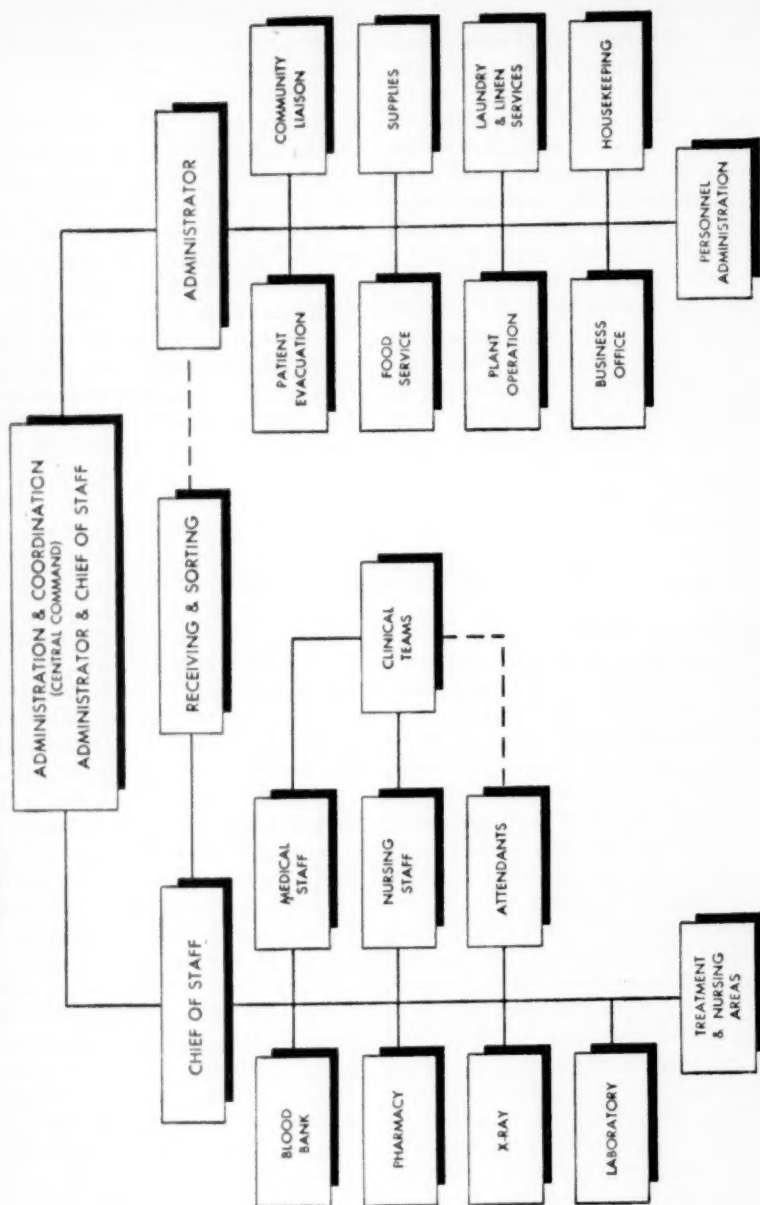 ADMINISTRATION & COORDINATION
(CENTRAL COMMAND)
ADMINISTRATOR & CHIEF OF STAFF
CHIEF OF STAFF
RECEIVING & SORTING
ADMINISTRATOR
BLOOD
BANK
MEDICAL
STAFF
PHARMACY
NURSING
STAFF
CLINICAL
TEAMS
X-RAY
ATTENDANTS
LABORATORY
TREATMENT
& NURSING
AREAS
PATIENT
EVACUATION
COMMUNITY
LIAISON
FOOD
SERVICE
SUPPLIES
PLANT
OPERATION
LAUNDRY
& LINEN
SERVICES
BUSINESS
OFFICE
HOUSEKEEPING
PERSONNEL
ADMINISTRATION